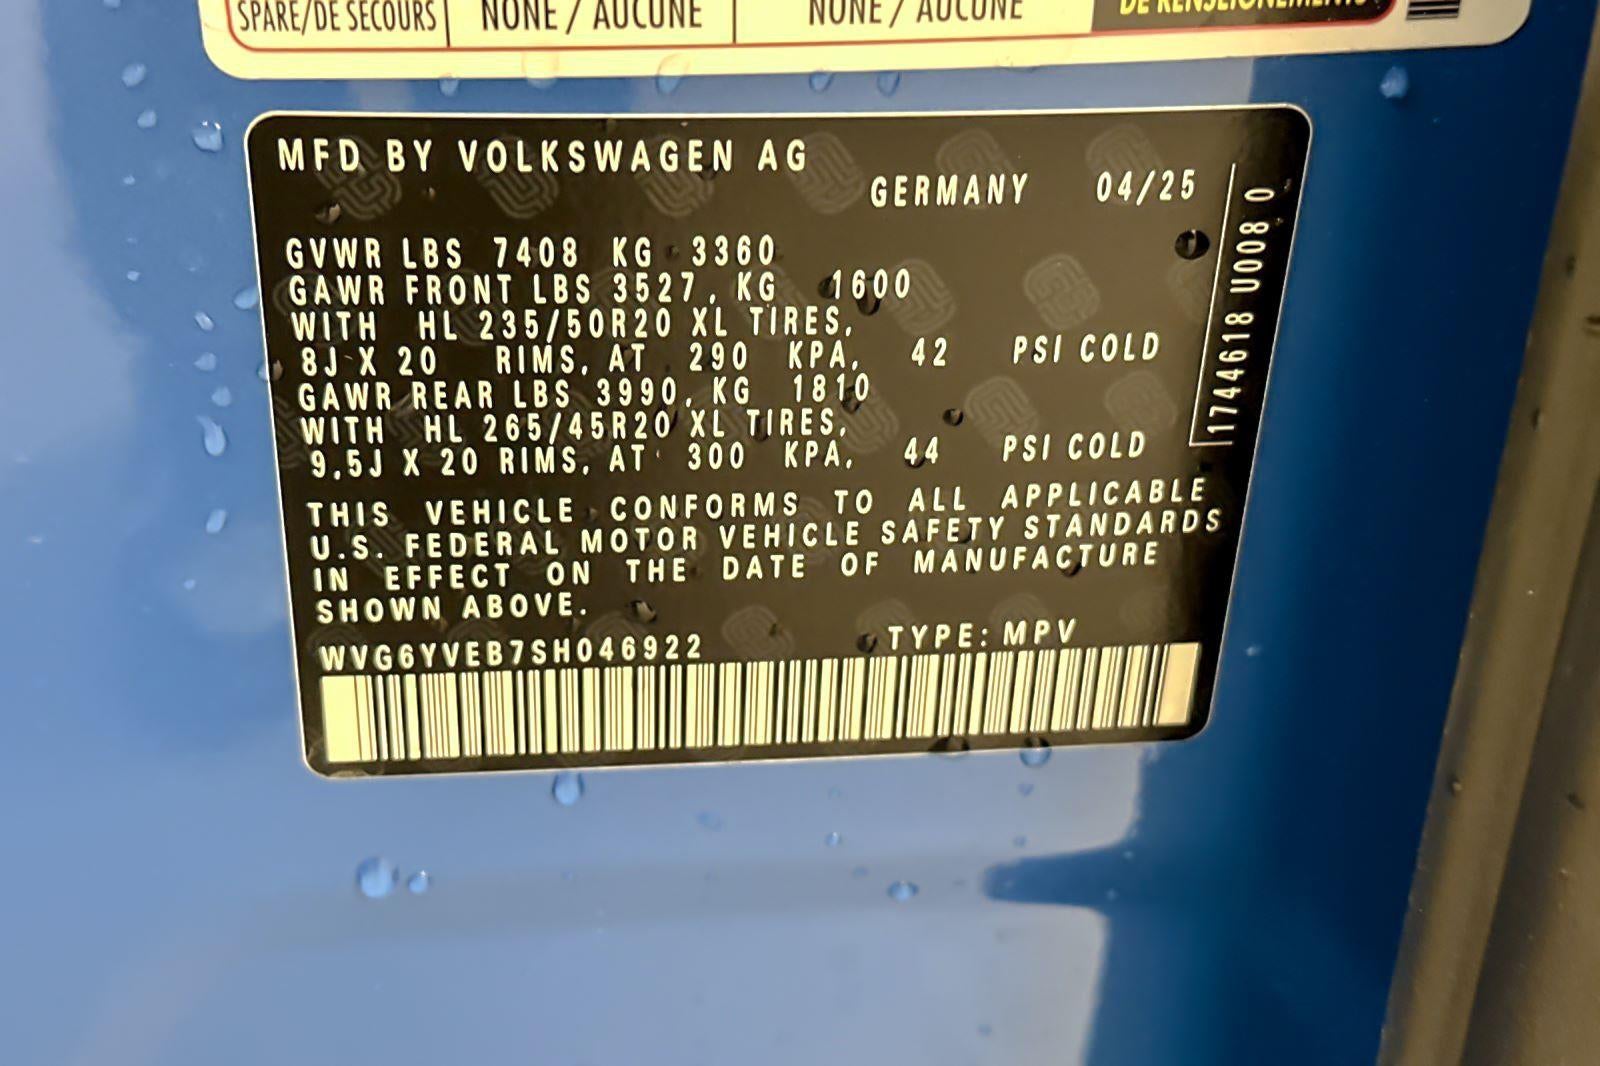 SPARE/DE SECOURS NONE / AUCUNE NONE / AUCUNE DE RENSEIGNEMENTS
MFD BY VOLKSWAGEN AG
GERMANY 04/25
GVWR LBS 7408 KG 3360
GAWR FRONT LBS 3527, KG 1600
WITH HL 235/50R20 XL TIRES,
8J X 20 RIMS, AT 290 KPA, 42 PSI COLD
GAWR REAR LBS 3990, KG 1810
WITH HL 265/45R20 XL TIRES,
9,5J X 20 RIMS, AT 300 KPA, 44 PSI COLD
THIS VEHICLE CONFORMS TO ALL APPLICABLE
U.S. FEDERAL MOTOR VEHICLE SAFETY STANDARDS
IN EFFECT ON THE DATE OF MANUFACTURE
SHOWN ABOVE.
WVG6YVEB7SH046922 TYPE: MPV
1744618 U008 0